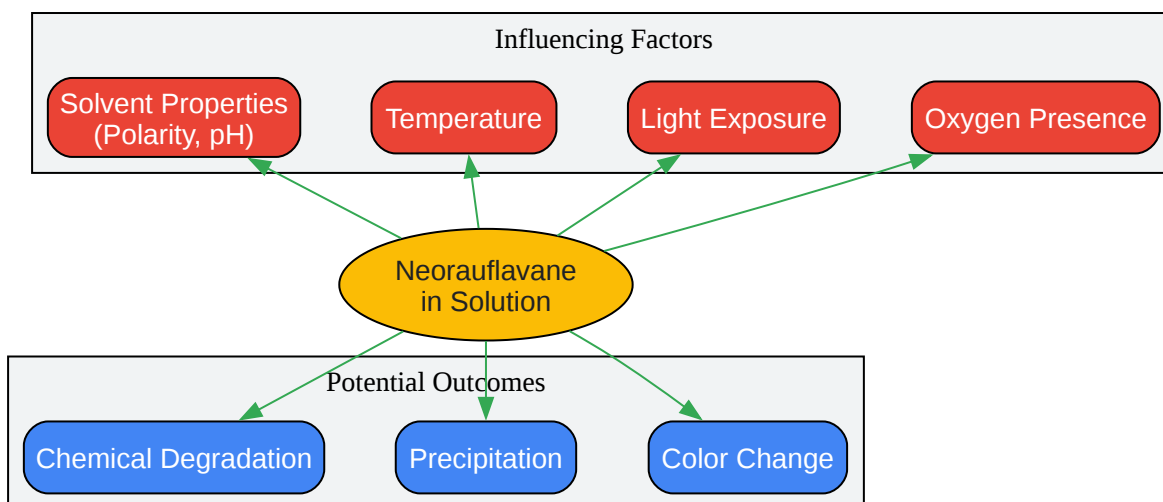 Influencing Factors
Solvent Properties
(Polarity, pH)
Temperature
Light Exposure
Oxygen Presence
Neorauflavane
in Solution
Potential Outcomes
Chemical Degradation
Precipitation
Color Change